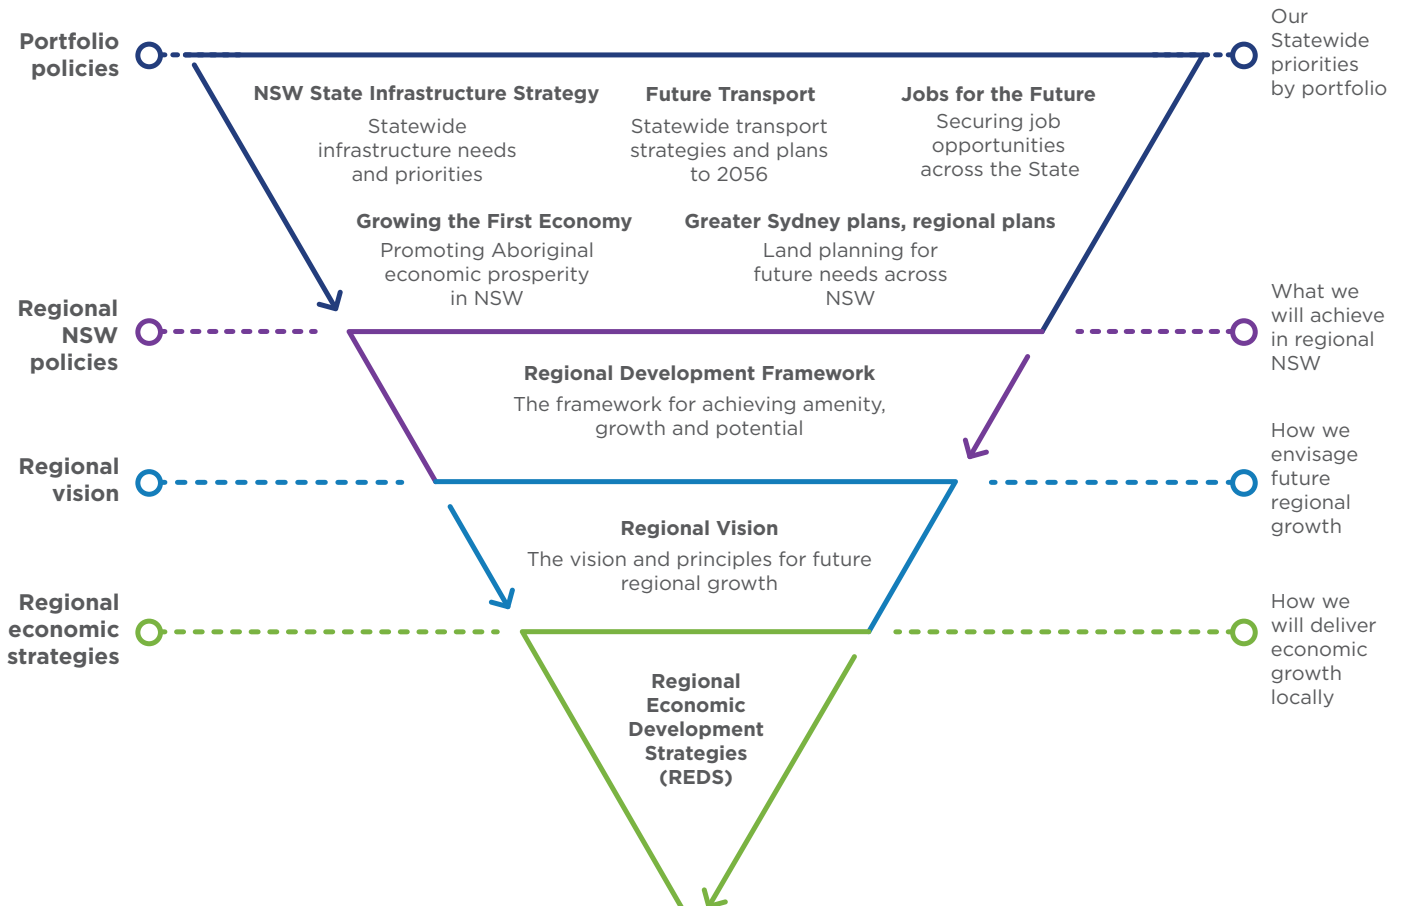 Portfolio
policies
Our
Statewide
priorities
by portfolio
NSW State Infrastructure Strategy
Statewide
infrastructure needs
and priorities
Future Transport
Statewide transport
strategies and plans
to 2056
Jobs for the Future
Securing job
opportunities
across the State
Growing the First Economy
Promoting Aboriginal
economic prosperity
in NSW
Greater Sydney plans, regional plans
Land planning for
future needs across
NSW
Regional
NSW
policies
What we
will achieve
in regional
NSW
Regional Development Framework
The framework for achieving amenity,
growth and potential
Regional
vision
How we
envisage
future
regional
growth
Regional Vision
The vision and principles for future
regional growth
Regional
economic
strategies
How we
will deliver
economic
growth
locally
Regional
Economic
Development
Strategies
(REDS)